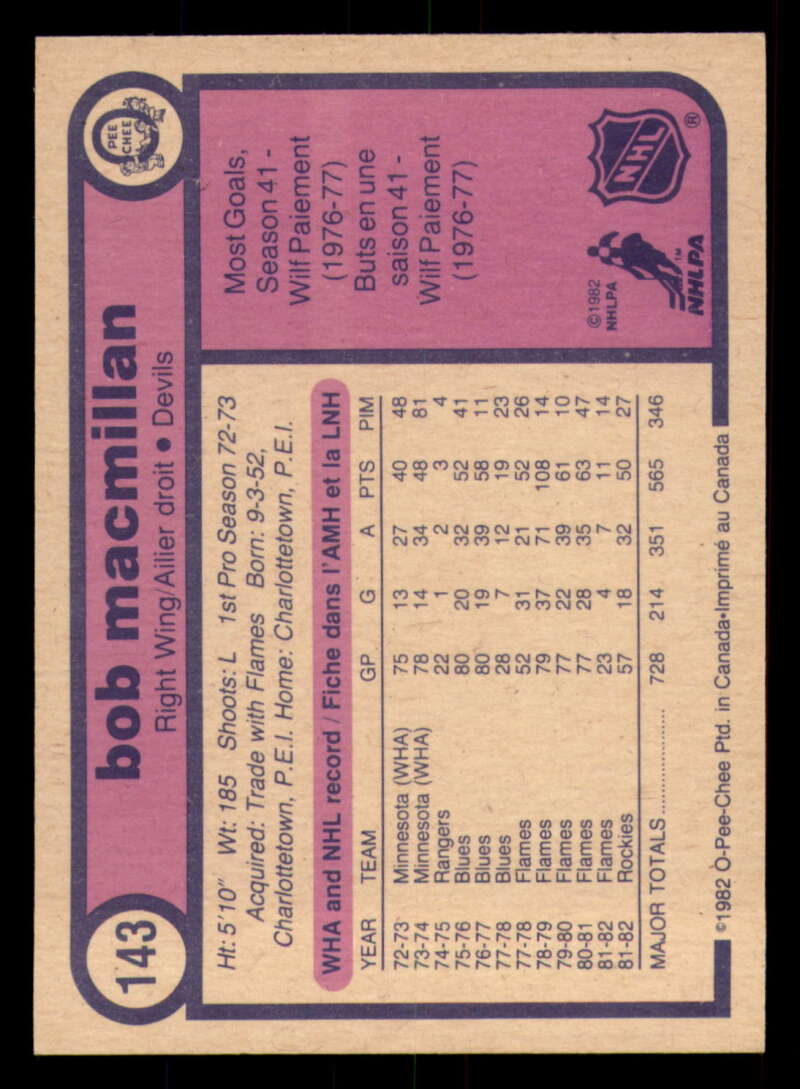 143
bob macmillan
Right Wing/Ailier droit • Devils
O
PEE
CHEE
Ht: 5'10" Wt: 185 Shoots: L 1st Pro Season 72-73
Acquired: Trade with Flames Born: 9-3-52,
Charlottetown, P.E.I. Home: Charlottetown, P.E.I.
WHA and NHL record / Fiche dans l'AMH et la LNH
YEAR TEAM GP G A PTS PIM
72-73 Minnesota (WHA) 75 13 27 40 48
73-74 Minnesota (WHA) 78 14 34 48 81
74-75 Rangers 22 1 2 3 4
75-76 Blues 80 20 32 52 41
76-77 Blues 80 19 39 58 11
77-78 Blues 28 7 12 19 23
77-78 Flames 52 31 21 52 26
78-79 Flames 79 37 71 108 14
79-80 Flames 77 22 39 61 10
80-81 Flames 77 28 35 63 47
81-82 Flames 23 4 7 11 14
81-82 Rockies 57 18 32 50 27
MAJOR TOTALS.................... 728 214 351 565 346
Most Goals,
Season 41 -
Wilf Paiement
(1976-77)
Buts en une
saison 41 -
Wilf Paiement
(1976-77)
©1982
NHLPA
NHLPA™
NHL®
©1982 O-Pee-Chee Ptd. in Canada•Imprimé au Canada